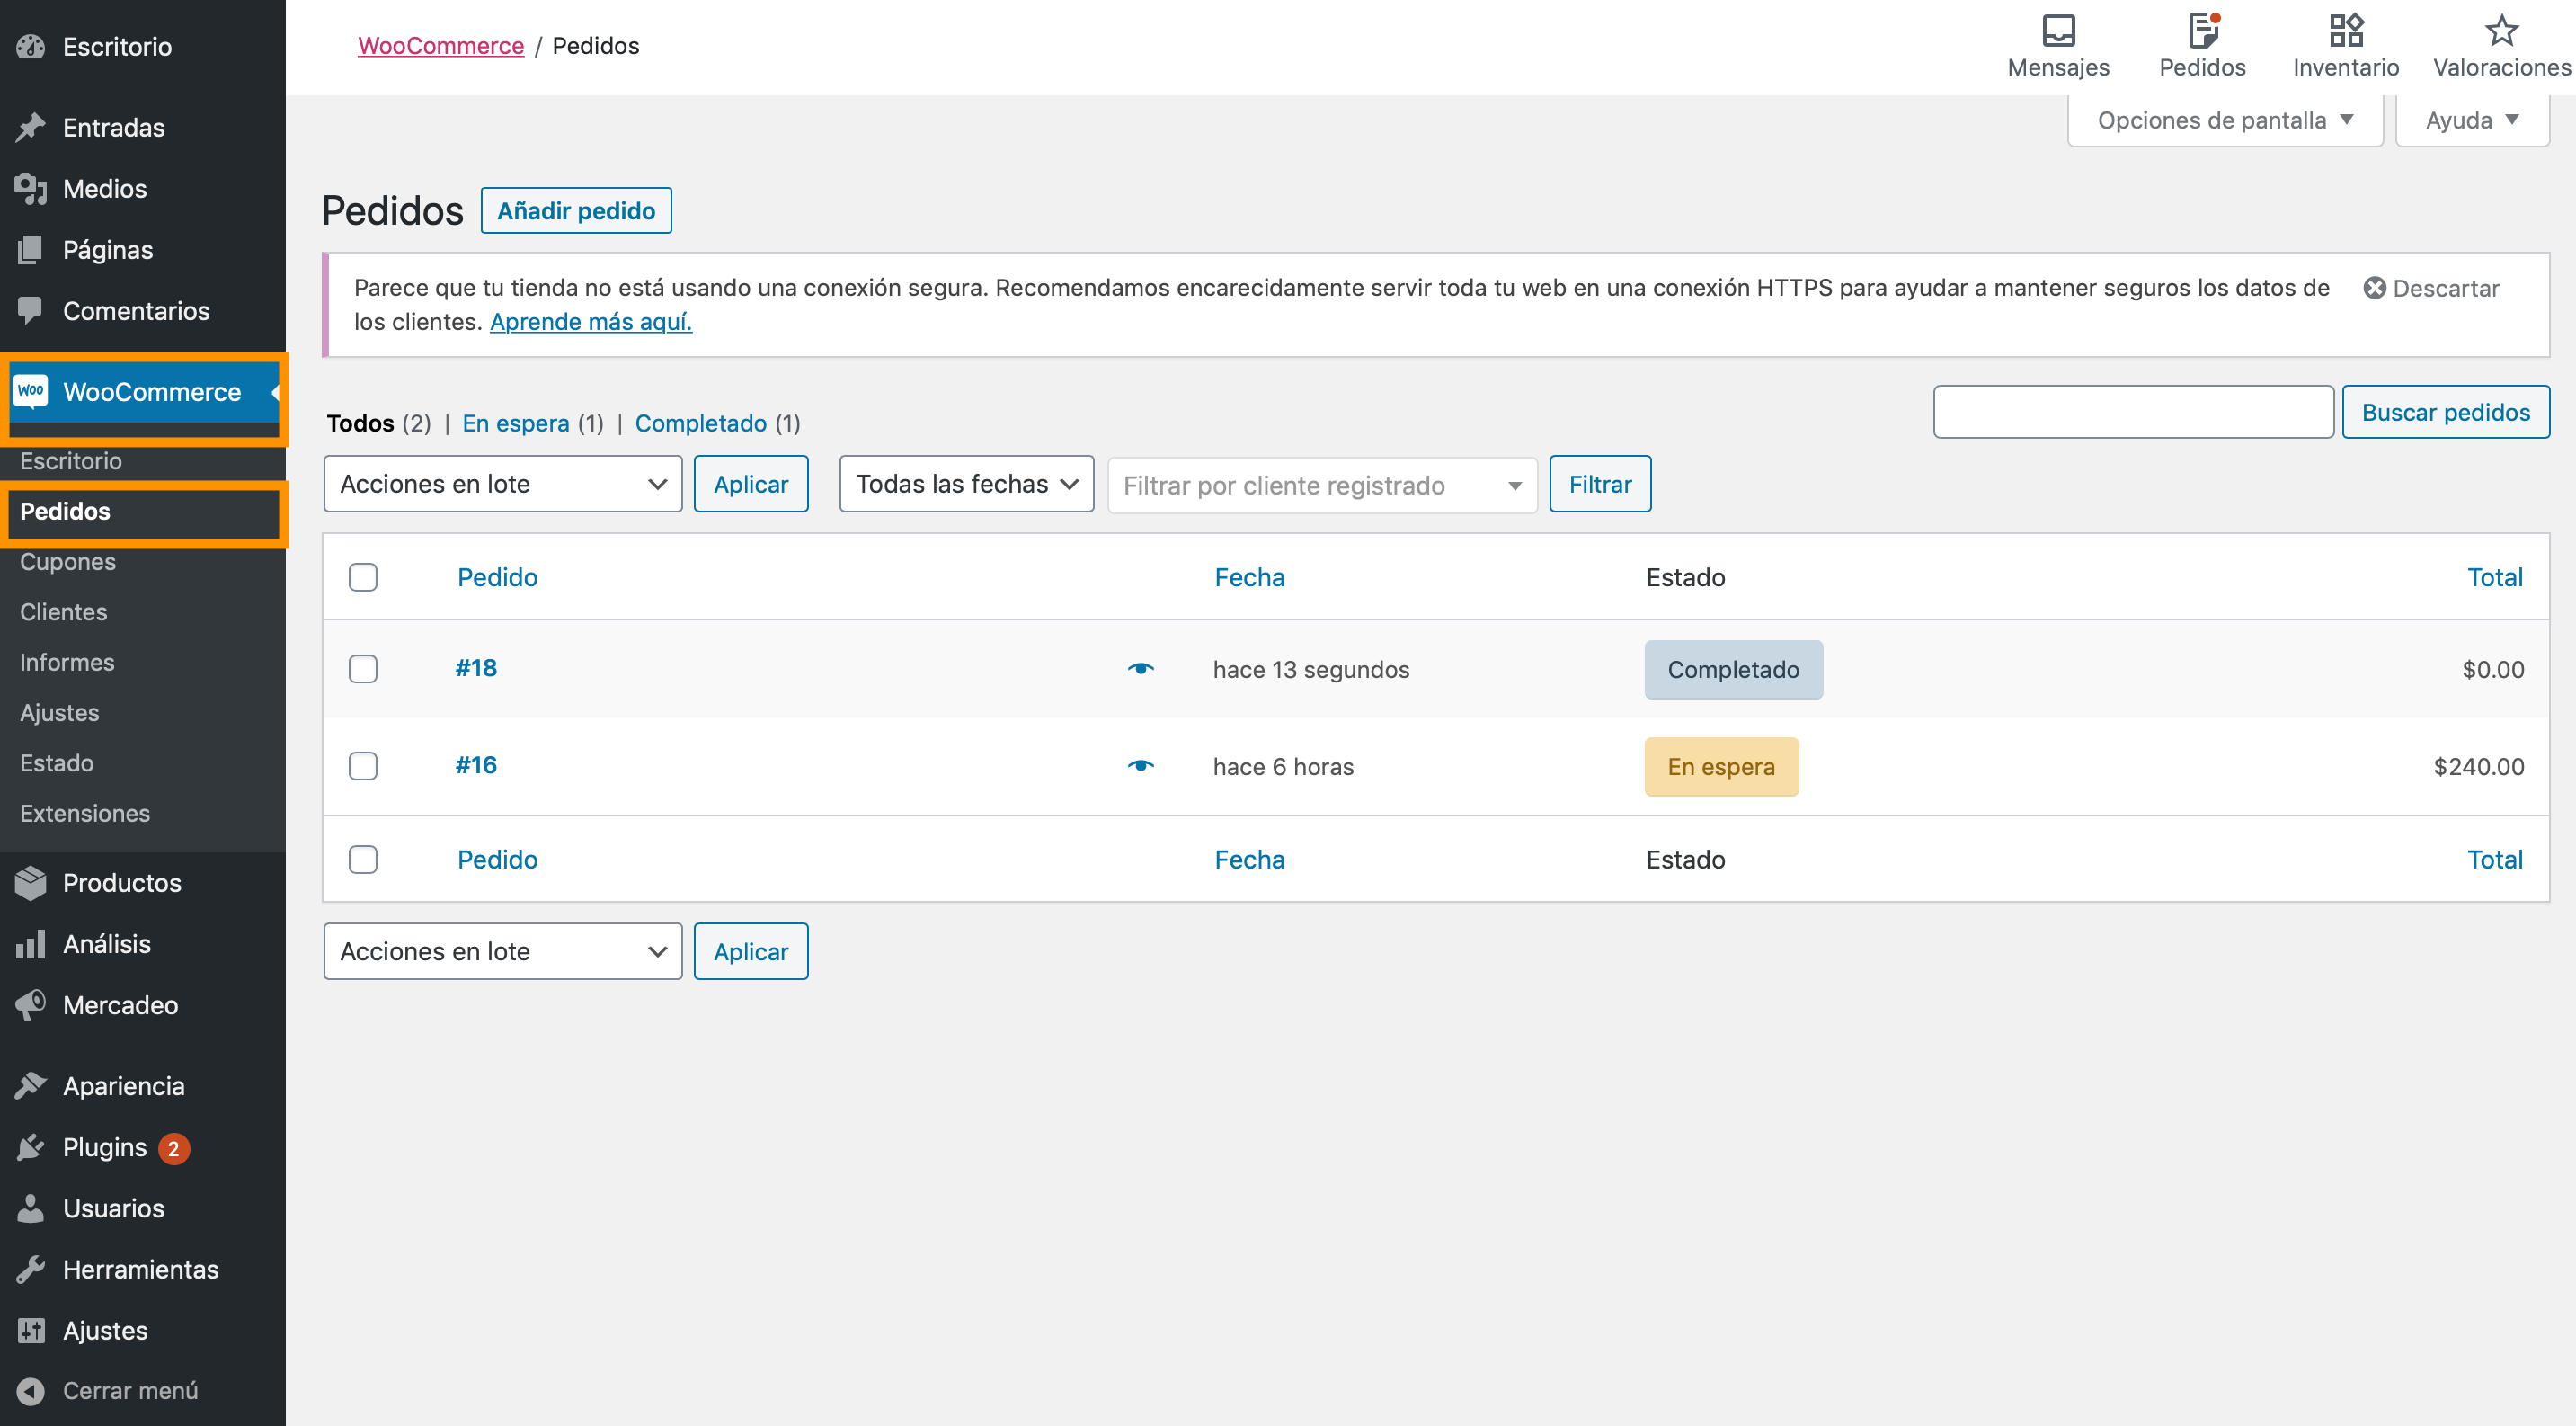 Escritorio
Entradas
Medios
Páginas
Comentarios
Woo WooCommerce
Escritorio
Pedidos
Cupones
Clientes
Informes
Ajustes
Estado
Extensiones
Productos
Análisis
Mercadeo
Apariencia
Plugins 2
Usuarios
Herramientas
Ajustes
Cerrar menú
WooCommerce / Pedidos
Mensajes Pedidos Inventario Valoraciones
Opciones de pantalla Ayuda
Pedidos Añadir pedido
Parece que tu tienda no está usando una conexión segura. Recomendamos encarecidamente servir toda tu web en una conexión HTTPS para ayudar a mantener seguros los datos de Descartar
los clientes. Aprende más aquí.
Todos (2) | En espera (1) | Completado (1) Buscar pedidos
Acciones en lote Aplicar Todas las fechas Filtrar por cliente registrado Filtrar
Pedido Fecha Estado Total
#18 hace 13 segundos Completado $0.00
#16 hace 6 horas En espera $240.00
Pedido Fecha Estado Total
Acciones en lote Aplicar